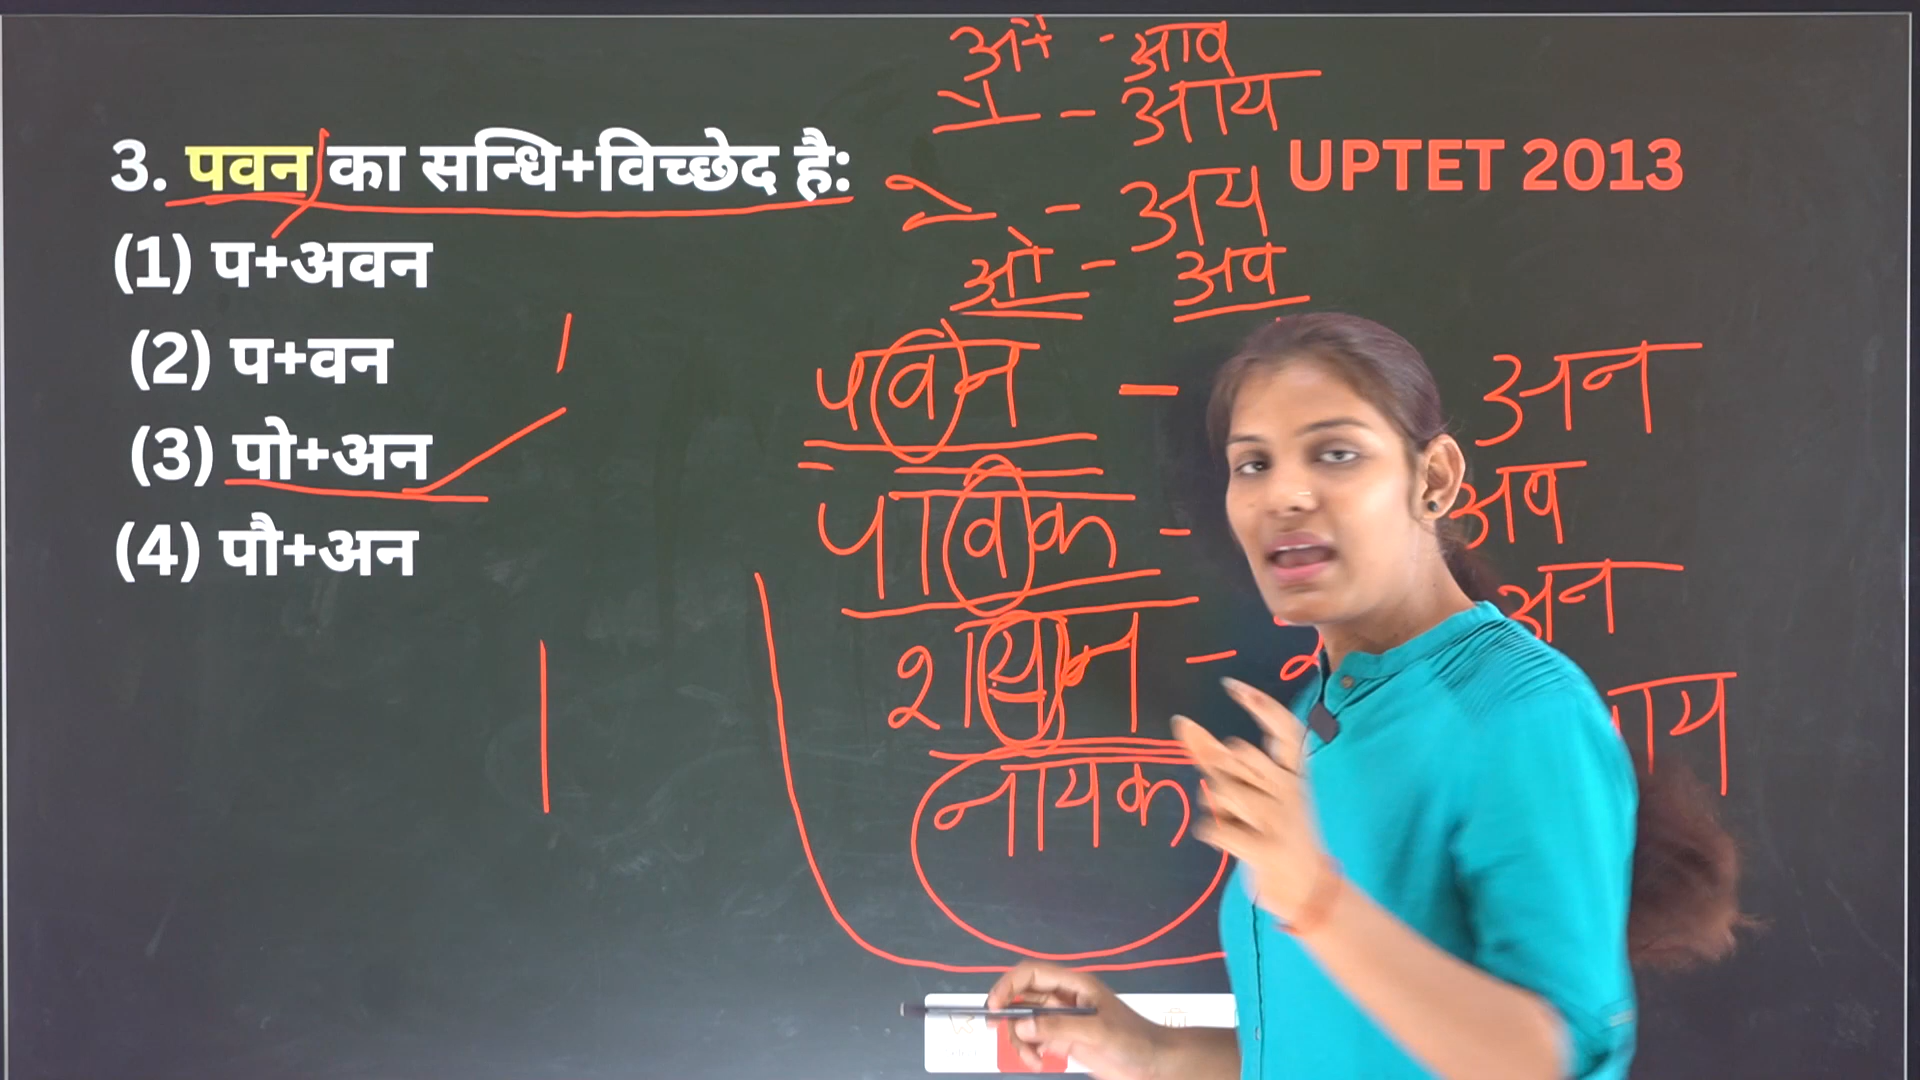 3. पवन का सन्धि+विच्छेद है:
(1) प+अवन
(2) प+वन
(3) पो+अन
(4) पौ+अन
UPTET 2013
औ - आव
ऐ - आय
ए - अय
ओ - अव
पवन - अन
पावक - अव
शयन - अन
नायक ाय